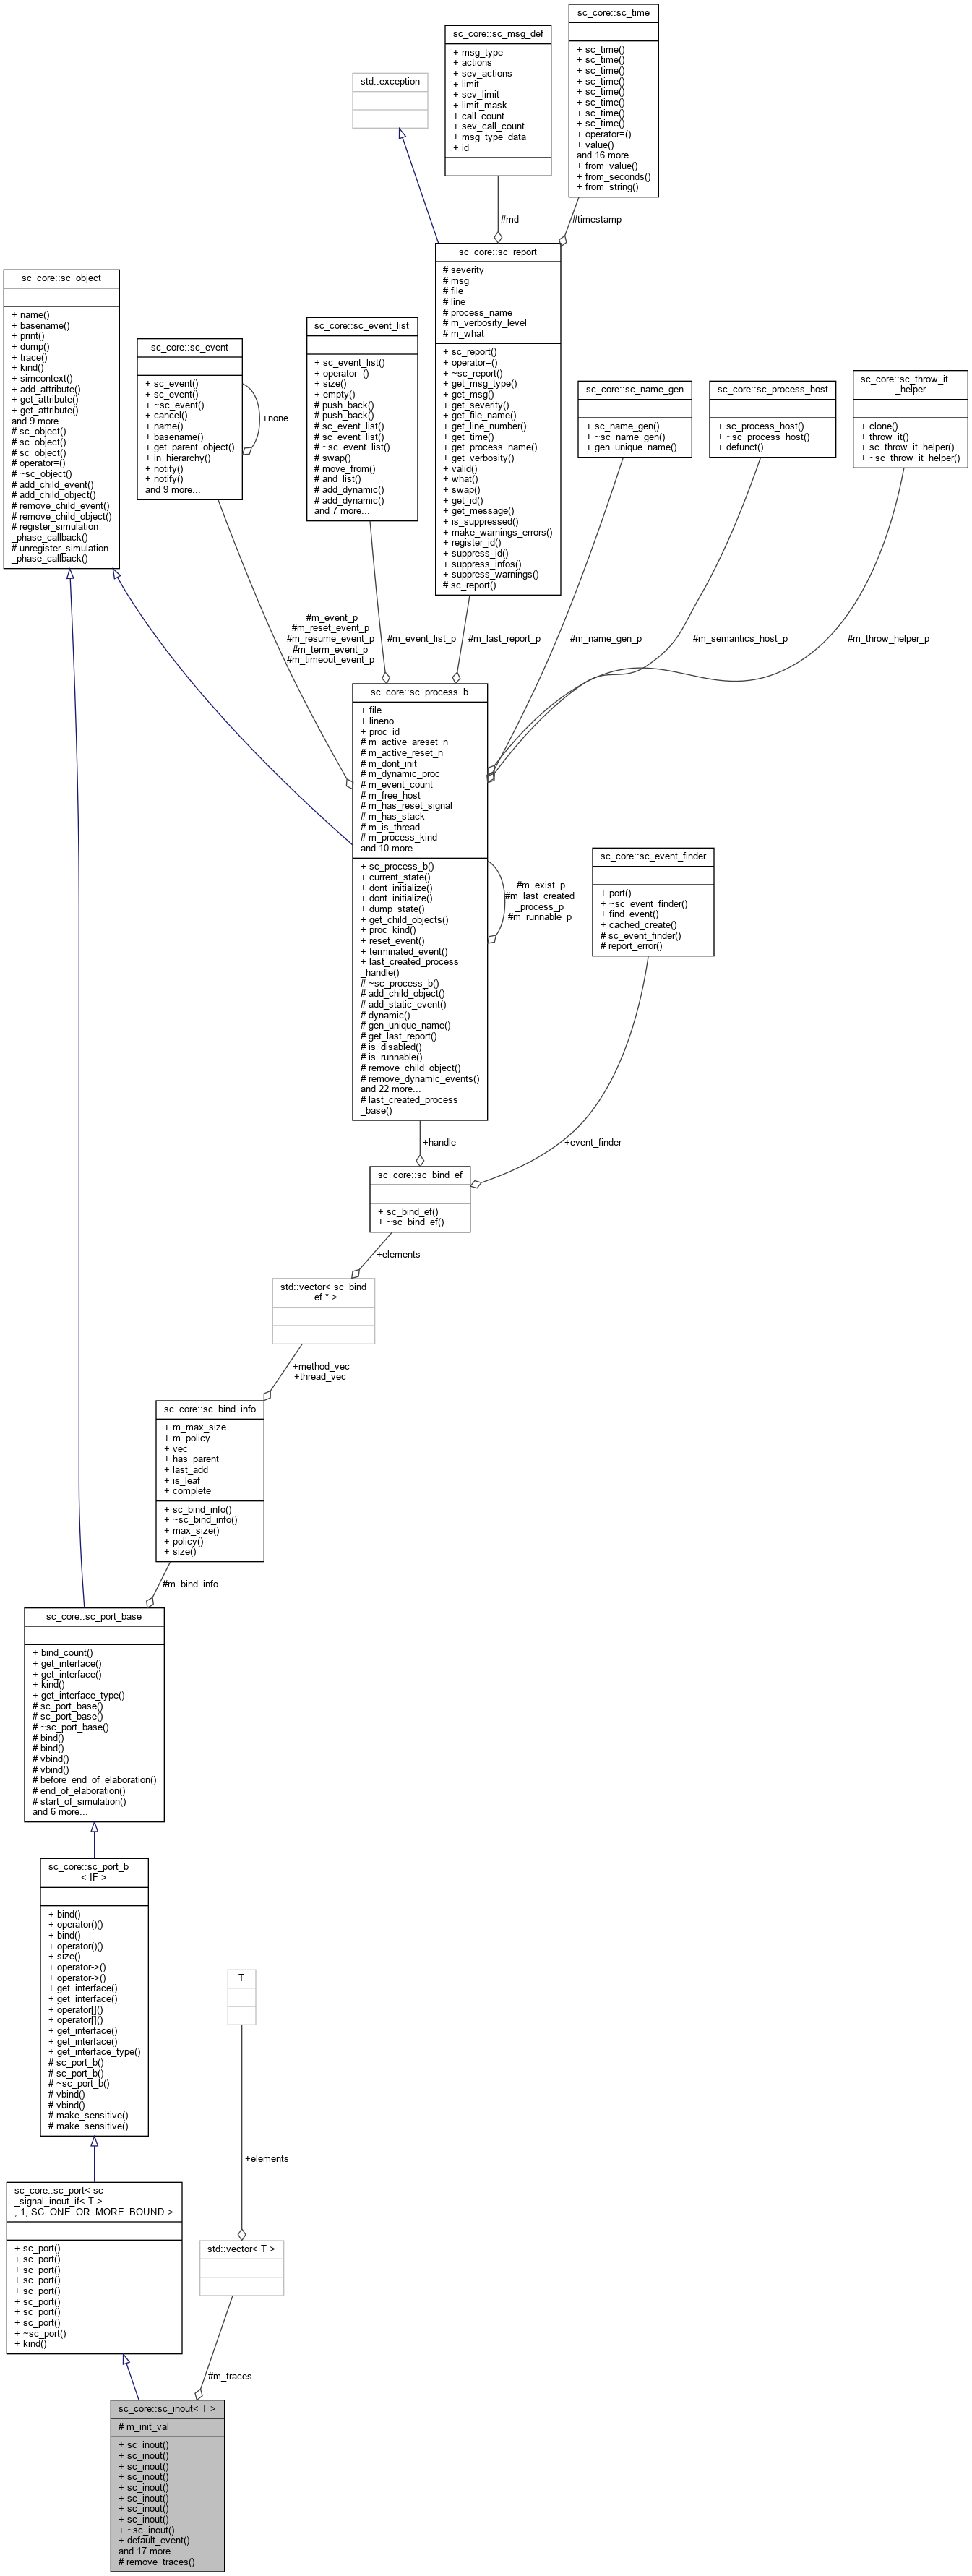 sc_core::sc_time
+ sc_time()
+ sc_time()
+ sc_time()
+ sc_time()
+ sc_time()
+ sc_time()
+ sc_time()
+ sc_time()
+ operator=()
+ value()
and 16 more...
+ from_value()
+ from_seconds()
+ from_string()
sc_core::sc_msg_def
+ msg_type
+ actions
+ sev_actions
+ limit
+ sev_limit
+ limit_mask
+ call_count
+ sev_call_count
+ msg_type_data
+ id
std::exception
#md
#timestamp
sc_core::sc_report
# severity
# msg
# file
# line
# process_name
# m_verbosity_level
# m_what
+ sc_report()
+ operator=()
+ ~sc_report()
+ get_msg_type()
+ get_msg()
+ get_severity()
+ get_file_name()
+ get_line_number()
+ get_time()
+ get_process_name()
+ get_verbosity()
+ valid()
+ what()
+ swap()
+ get_id()
+ get_message()
+ is_suppressed()
+ make_warnings_errors()
+ register_id()
+ suppress_id()
+ suppress_infos()
+ suppress_warnings()
# sc_report()
sc_core::sc_object
+ name()
+ basename()
+ print()
+ dump()
+ trace()
+ kind()
+ simcontext()
+ add_attribute()
+ get_attribute()
+ get_attribute()
and 9 more...
# sc_object()
# sc_object()
# sc_object()
# operator=()
# ~sc_object()
# add_child_event()
# add_child_object()
# remove_child_event()
# remove_child_object()
# register_simulation
_phase_callback()
# unregister_simulation
_phase_callback()
sc_core::sc_event
+ sc_event()
+ sc_event()
+ ~sc_event()
+ cancel()
+ name()
+ basename()
+ get_parent_object()
+ in_hierarchy()
+ notify()
+ notify()
and 9 more...
+none
sc_core::sc_event_list
+ sc_event_list()
+ operator=()
+ size()
+ empty()
# push_back()
# push_back()
# sc_event_list()
# sc_event_list()
# ~sc_event_list()
# swap()
# move_from()
# and_list()
# add_dynamic()
# add_dynamic()
and 7 more...
sc_core::sc_name_gen
+ sc_name_gen()
+ ~sc_name_gen()
+ gen_unique_name()
sc_core::sc_process_host
+ sc_process_host()
+ ~sc_process_host()
+ defunct()
sc_core::sc_throw_it
_helper
+ clone()
+ throw_it()
+ sc_throw_it_helper()
+ ~sc_throw_it_helper()
#m_event_p
#m_reset_event_p
#m_resume_event_p
#m_term_event_p
#m_timeout_event_p
#m_event_list_p
#m_last_report_p
#m_name_gen_p
#m_semantics_host_p
#m_throw_helper_p
sc_core::sc_process_b
+ file
+ lineno
+ proc_id
# m_active_areset_n
# m_active_reset_n
# m_dont_init
# m_dynamic_proc
# m_event_count
# m_free_host
# m_has_reset_signal
# m_has_stack
# m_is_thread
# m_process_kind
and 10 more...
+ sc_process_b()
+ current_state()
+ dont_initialize()
+ dont_initialize()
+ dump_state()
+ get_child_objects()
+ proc_kind()
+ reset_event()
+ terminated_event()
+ last_created_process
_handle()
# ~sc_process_b()
# add_child_object()
# add_static_event()
# dynamic()
# gen_unique_name()
# get_last_report()
# is_disabled()
# is_runnable()
# remove_child_object()
# remove_dynamic_events()
and 22 more...
# last_created_process
_base()
#m_exist_p
#m_last_created
_process_p
#m_runnable_p
sc_core::sc_event_finder
+ port()
+ ~sc_event_finder()
+ find_event()
+ cached_create()
# sc_event_finder()
# report_error()
+handle
+event_finder
sc_core::sc_bind_ef
+ sc_bind_ef()
+ ~sc_bind_ef()
+elements
std::vector< sc_bind
_ef * >
+method_vec
+thread_vec
sc_core::sc_bind_info
+ m_max_size
+ m_policy
+ vec
+ has_parent
+ last_add
+ is_leaf
+ complete
+ sc_bind_info()
+ ~sc_bind_info()
+ max_size()
+ policy()
+ size()
#m_bind_info
sc_core::sc_port_base
+ bind_count()
+ get_interface()
+ get_interface()
+ kind()
+ get_interface_type()
# sc_port_base()
# sc_port_base()
# ~sc_port_base()
# bind()
# bind()
# vbind()
# vbind()
# before_end_of_elaboration()
# end_of_elaboration()
# start_of_simulation()
and 6 more...
sc_core::sc_port_b
< IF >
+ bind()
+ operator()()
+ bind()
+ operator()()
+ size()
+ operator->()
+ operator->()
+ get_interface()
+ get_interface()
+ operator[]()
+ operator[]()
+ get_interface()
+ get_interface()
+ get_interface_type()
# sc_port_b()
# sc_port_b()
# ~sc_port_b()
# vbind()
# vbind()
# make_sensitive()
# make_sensitive()
T
+elements
sc_core::sc_port< sc
_signal_inout_if< T >
, 1, SC_ONE_OR_MORE_BOUND >
+ sc_port()
+ sc_port()
+ sc_port()
+ sc_port()
+ sc_port()
+ sc_port()
+ sc_port()
+ sc_port()
+ ~sc_port()
+ kind()
std::vector< T >
#m_traces
sc_core::sc_inout< T >
# m_init_val
+ sc_inout()
+ sc_inout()
+ sc_inout()
+ sc_inout()
+ sc_inout()
+ sc_inout()
+ sc_inout()
+ sc_inout()
+ ~sc_inout()
+ default_event()
and 17 more...
# remove_traces()